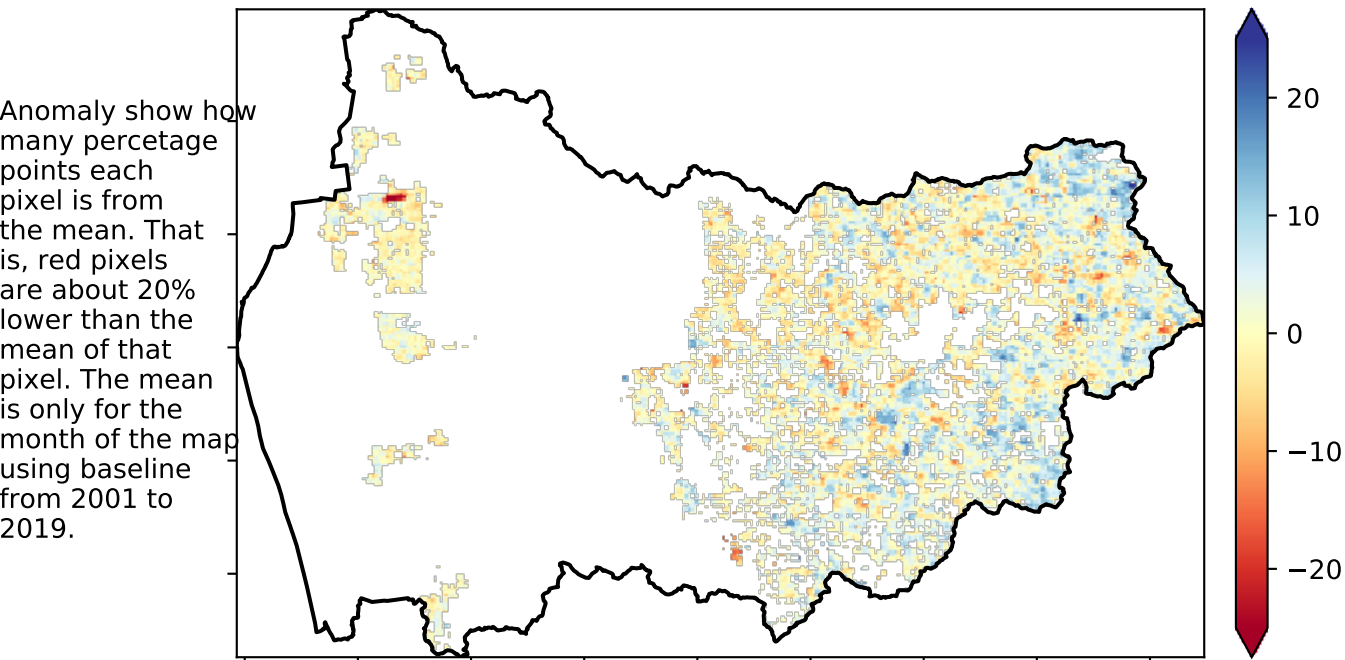 Anomaly show how
many percetage
points each
pixel is from
the mean. That
is, red pixels
are about 20%
lower than the
mean of that
pixel. The mean
is only for the
month of the map
using baseline
from 2001 to
2019.
20
10
0
−10
−20